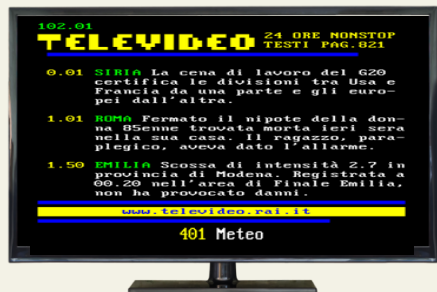 102.01
TELEVIDEO 24 ORE NONSTOP
TESTI PAG.821
0.01 SIRIA La cena di lavoro del G20
certifica le divisioni tra Usa e
Francia da una parte e gli euro-
pei dall'altra.
1.01 ROMA Fermato il nipote della don-
na 85enne trovata morta ieri sera
nella sua casa. Il ragazzo, para-
plegico, aveva dato l'allarme.
1.50 EMILIA Scossa di intensità 2.7 in
provincia di Modena. Registrata a
00.20 nell'area di Finale Emilia,
non ha provocato danni.
www.televideo.rai.it
401 Meteo